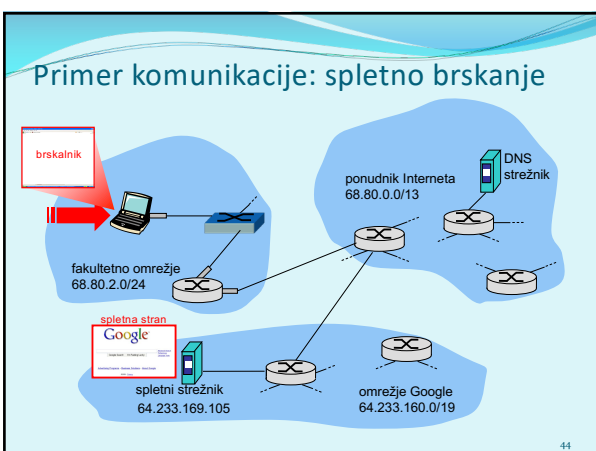 Primer komunikacije: spletno brskanje
brskalnik
DNS
strežnik
ponudnik Interneta
68.80.0.0/13
fakultetno omrežje
68.80.2.0/24
spletna stran
Google
spletni strežnik
64.233.169.105
omrežje Google
64.233.160.0/19
44